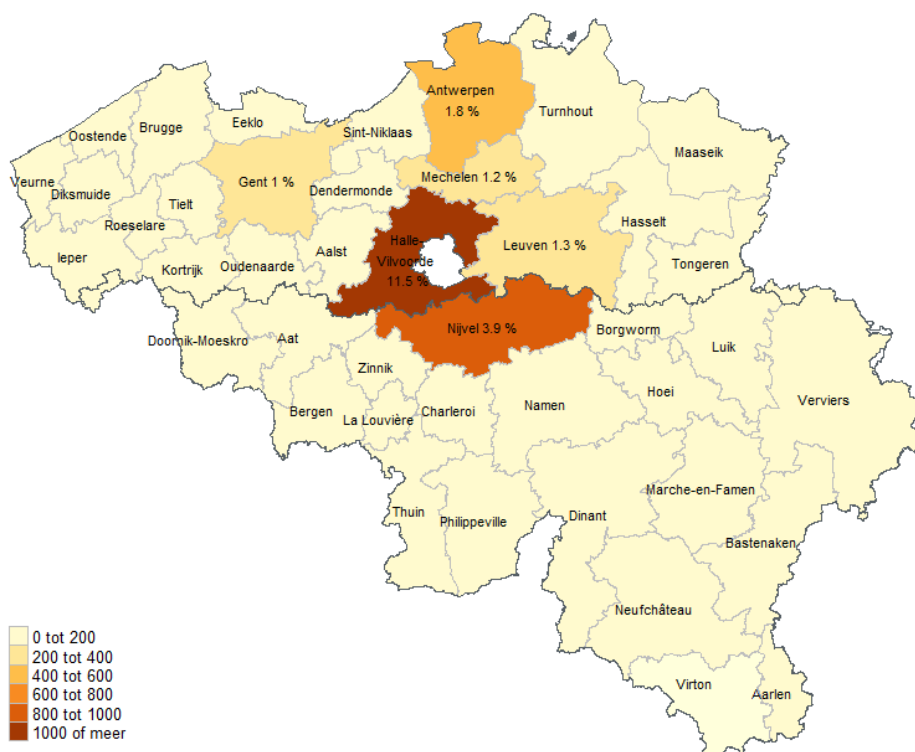 Antwerpen
1.8 %
Turnhout
Eeklo
Brugge
Sint-Niklaas
Oostende
Maaseik
Mechelen 1.2 %
Gent 1 %
Veurne
Dendermonde
Diksmuide
Tielt
Hasselt
Roeselare
Halle-
Vilvoorde
11.5 %
Leuven 1.3 %
Aalst
Ieper
Kortrijk
Oudenaarde
Tongeren
Nijvel 3.9 %
Borgworm
Doornik-Moeskro
Aat
Luik
Zinnik
Hoei
Verviers
Bergen
La Louvière
Charleroi
Namen
Marche-en-Famen
Thuin
Philippeville
Dinant
Bastenaken
Neufchâteau
Virton
Aarlen
0 tot 200
200 tot 400
400 tot 600
600 tot 800
800 tot 1000
1000 of meer